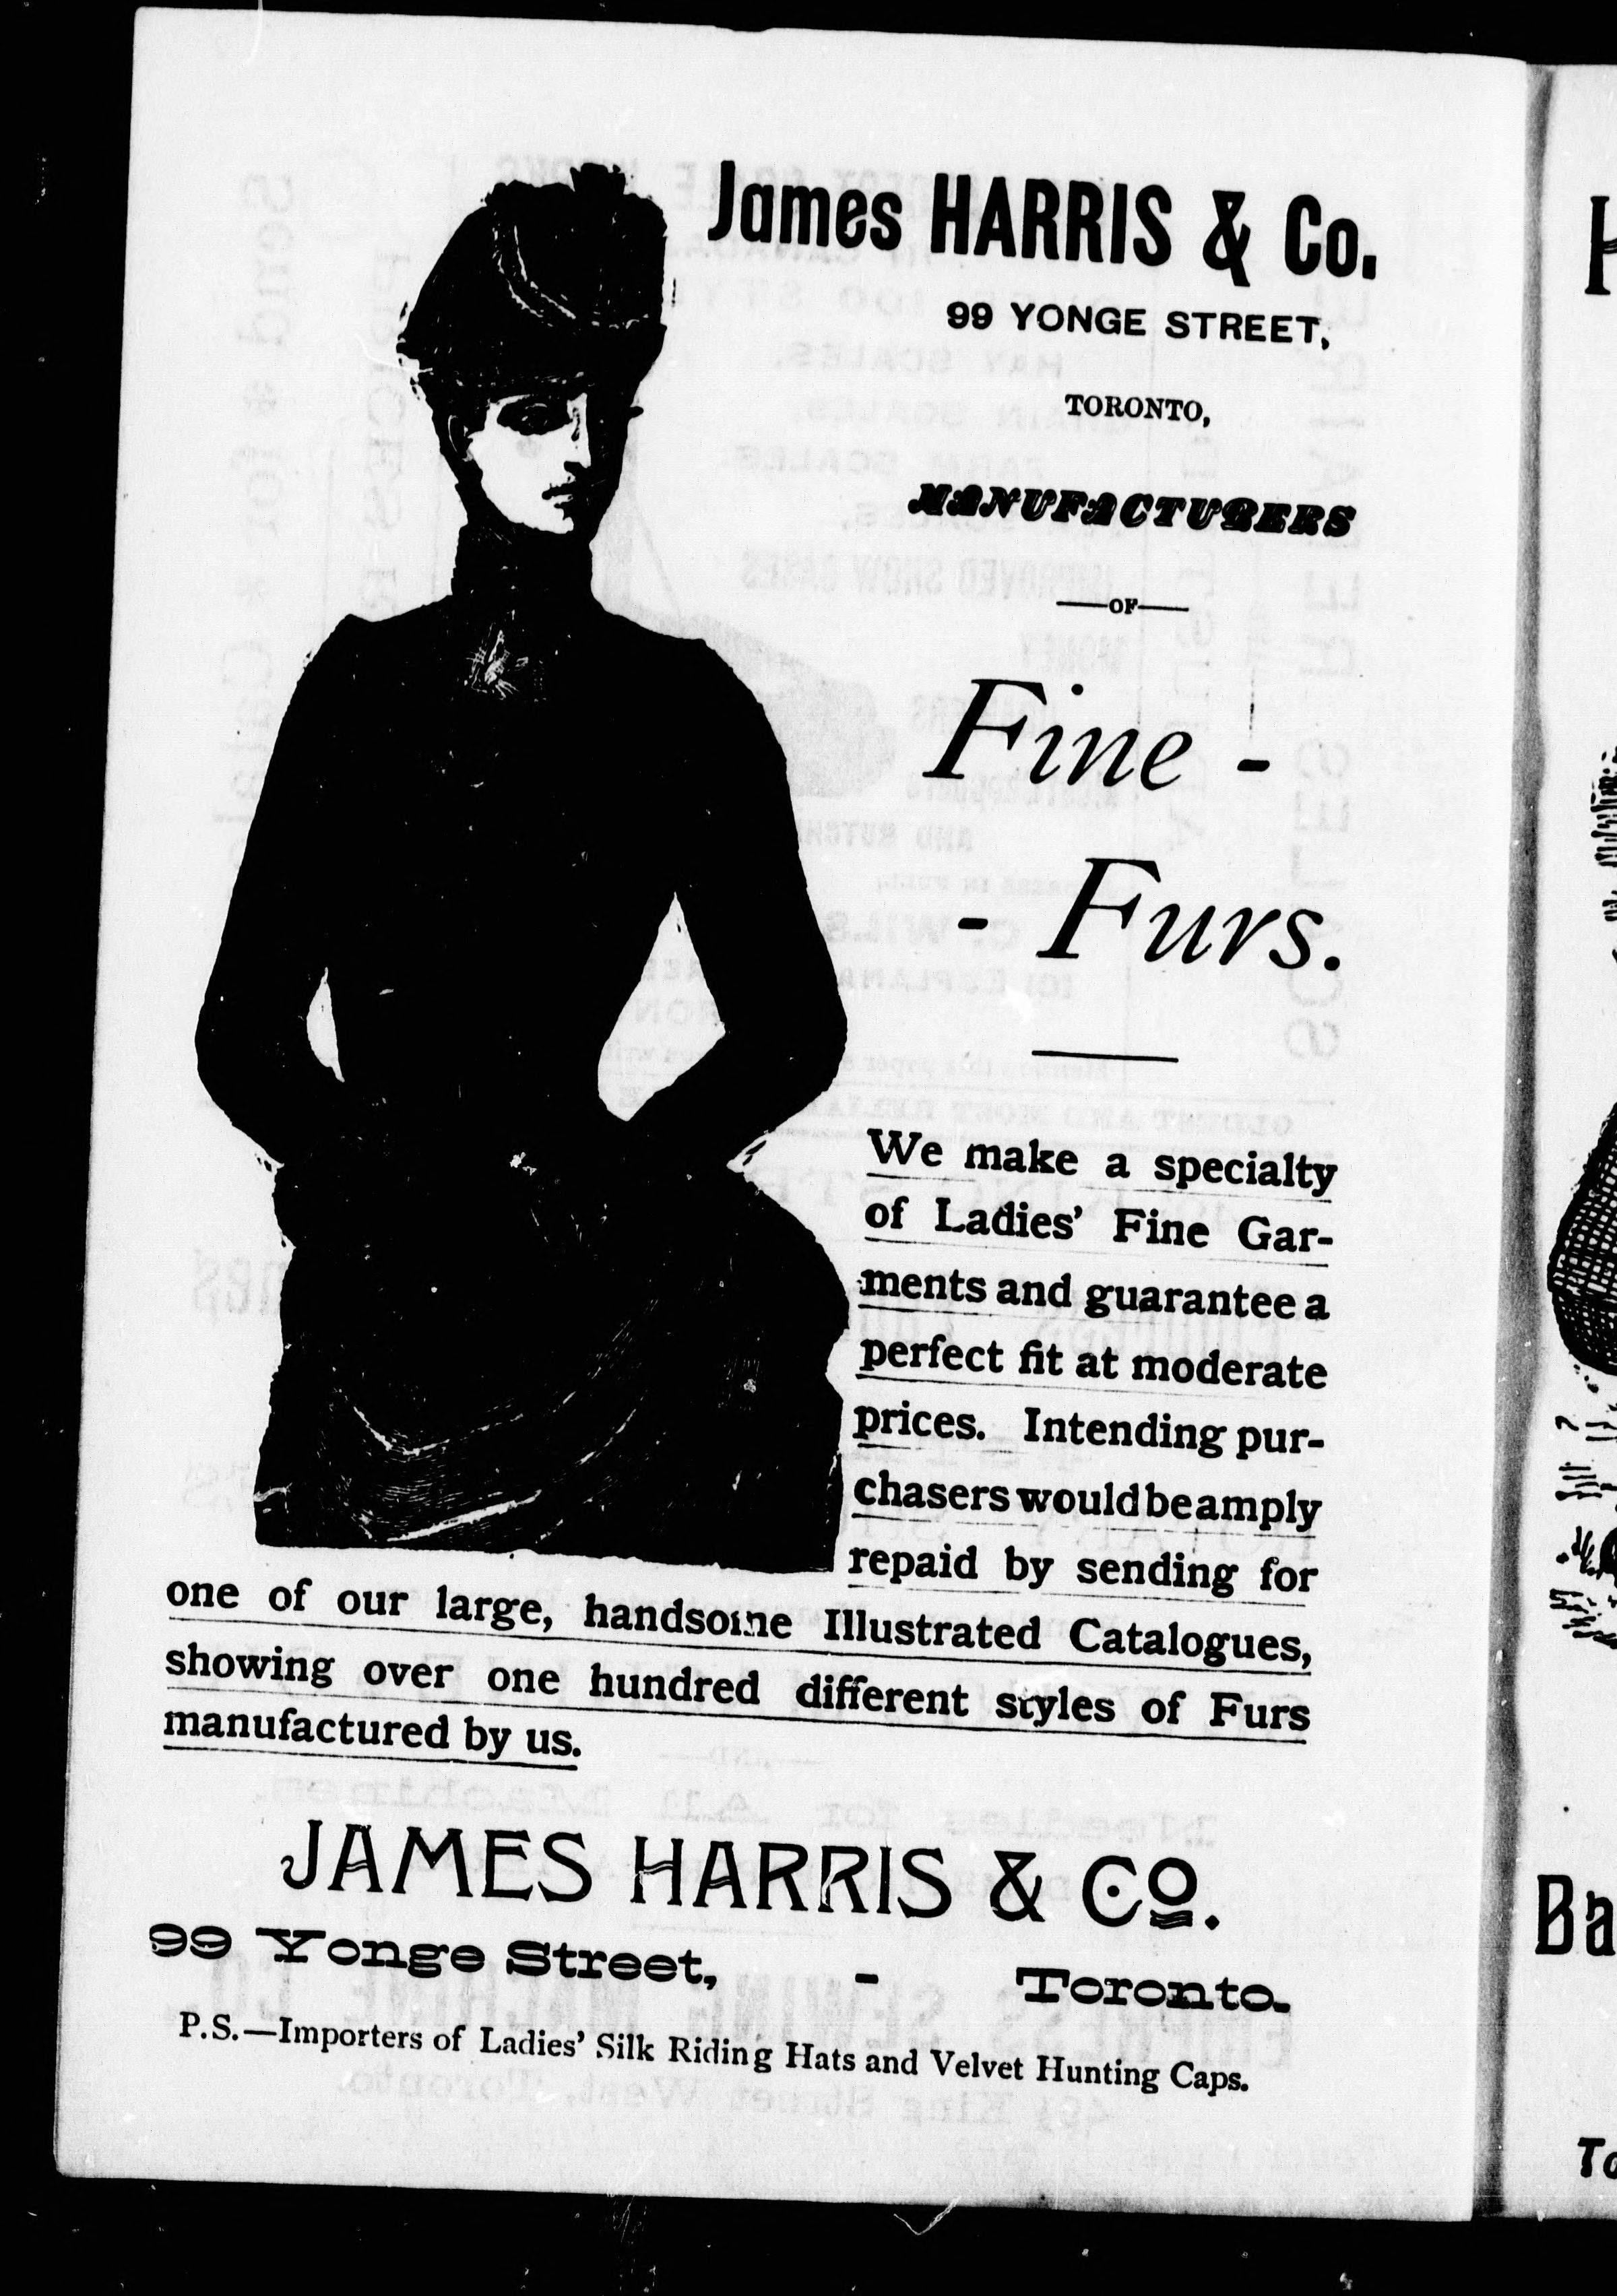 James HARRIS & Co.
99 YONGE STREET,
TORONTO,
MANUFACTURERS
—OF—
Fine -
- Furs.
We make a specialty
of Ladies' Fine Gar-
ments and guarantee a
perfect fit at moderate
prices. Intending pur-
chasers would be amply
repaid by sending for
one of our large, handsome Illustrated Catalogues,
showing over one hundred different styles of Furs
manufactured by us.
JAMES HARRIS & Co.
99 Yonge Street, - Toronto.
P.S.—Importers of Ladies' Silk Riding Hats and Velvet Hunting Caps.
Ba
To